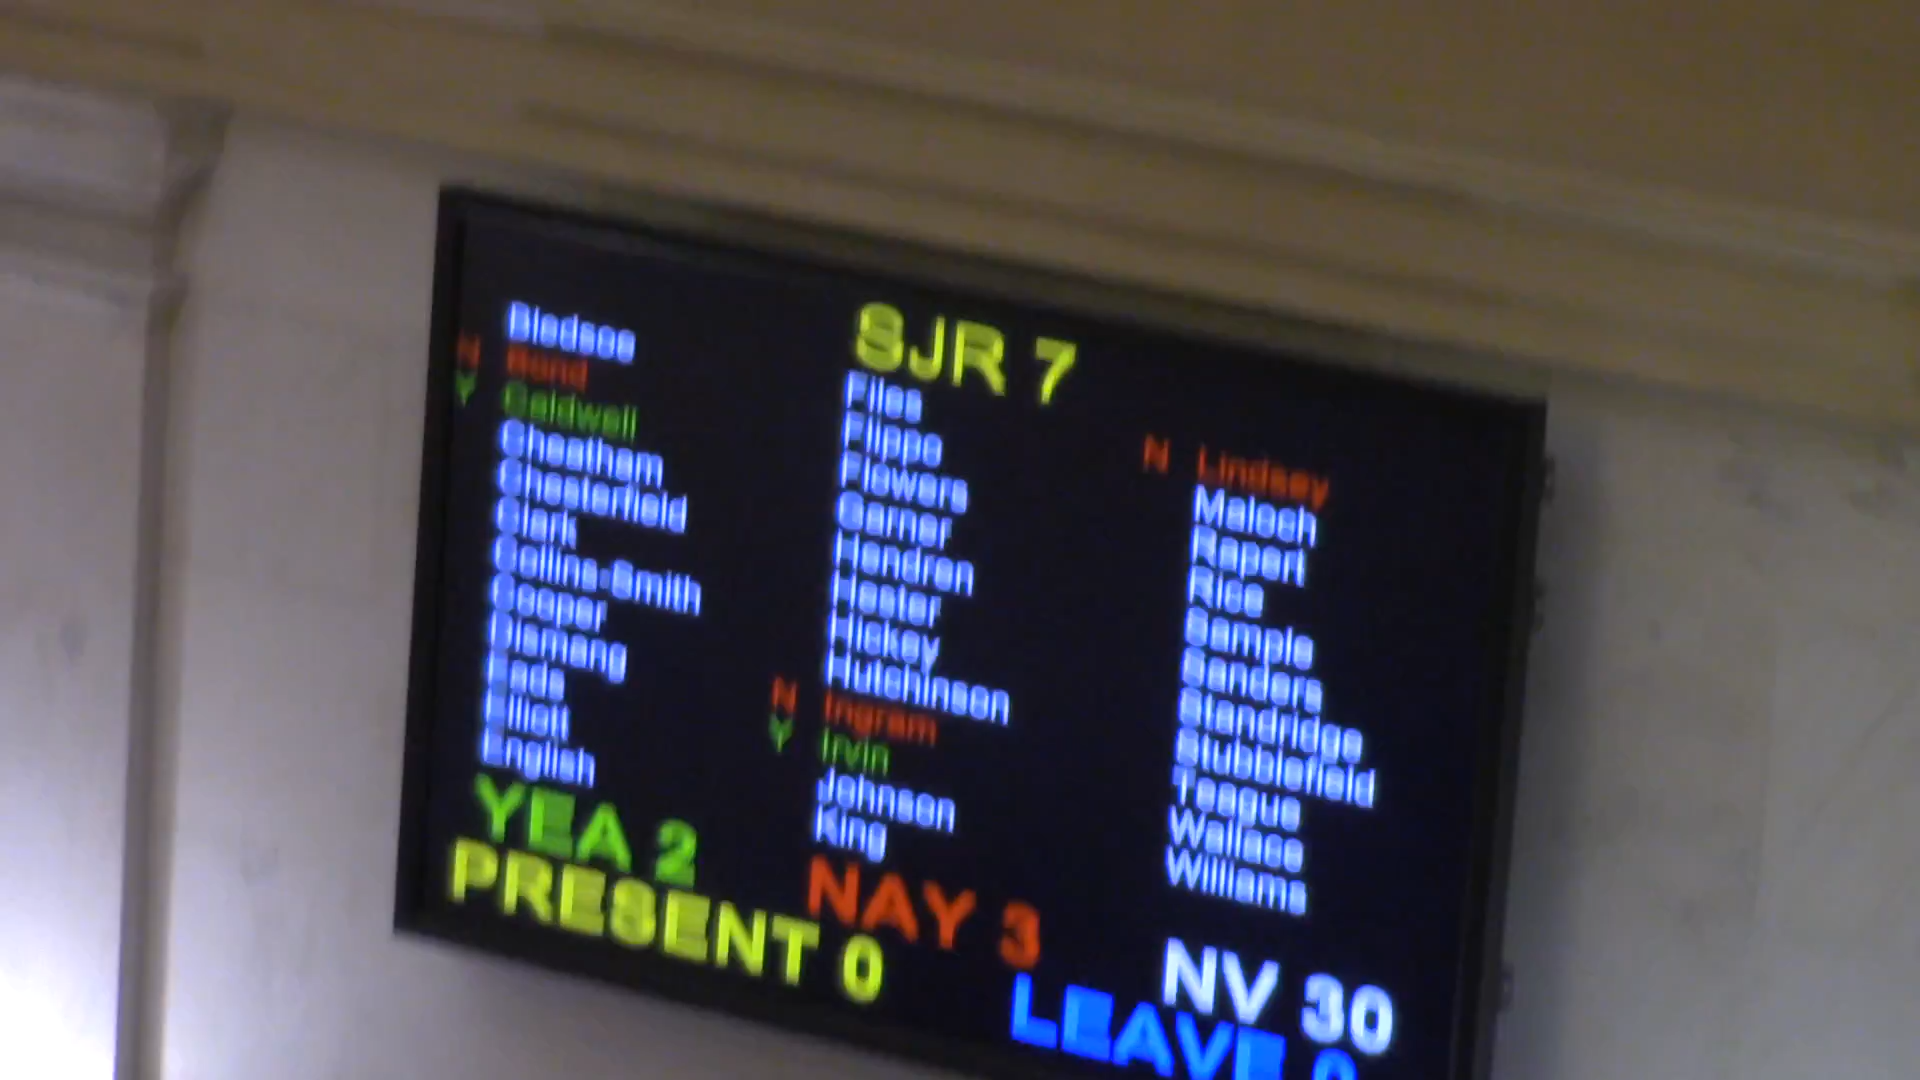 SJR 7
Bledsoe
N Bond
Y Caldwell
Cheatham
Chesterfield
Clark
Collins-Smith
Cooper
Dismang
Eads
Elliott
English
Files
Flippo
Flowers
Garner
Hendren
Hester
Hickey
Hutchinson
N Ingram
Y Irvin
Johnson
King
N Lindsey
Maloch
Rapert
Rice
Sample
Sanders
Standridge
Stubblefield
Teague
Wallace
Williams
YEA 2
NAY 3
NV 30
PRESENT 0
LEAVE 0